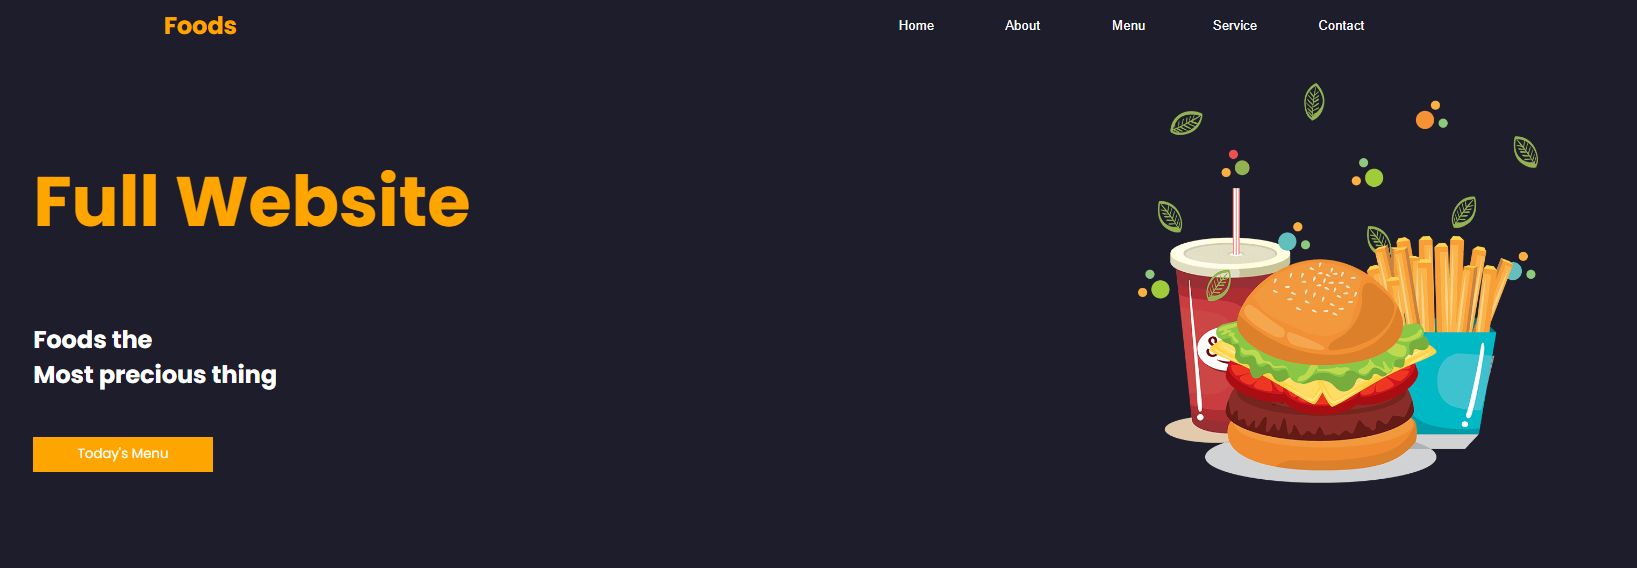 Foods
Home About Menu Service Contact
Full Website
Foods the
Most precious thing
Today's Menu